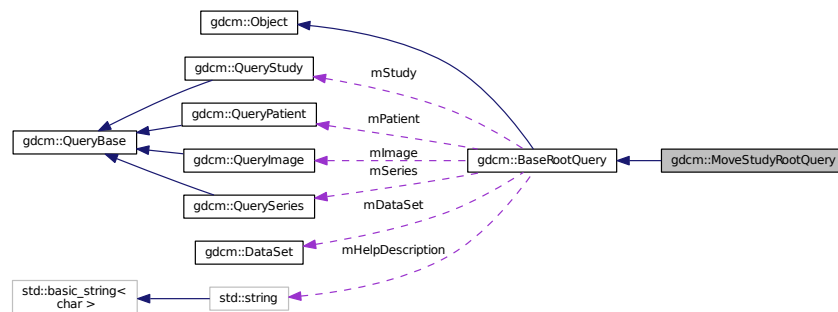 gdcm::Object
gdcm::QueryStudy
mStudy
gdcm::QueryPatient
mPatient
gdcm::QueryBase
gdcm::QueryImage
mImage
gdcm::BaseRootQuery
gdcm::MoveStudyRootQuery
mSeries
gdcm::QuerySeries
mDataSet
gdcm::DataSet
mHelpDescription
std::basic_string<
char >
std::string